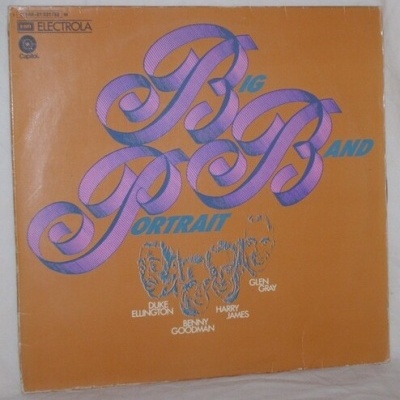 EMI ELECTROLA
Capitol
BIG
BAND
PORTRAIT
DUKE
ELLINGTON
BENNY
GOODMAN
HARRY
JAMES
GLEN
GRAY